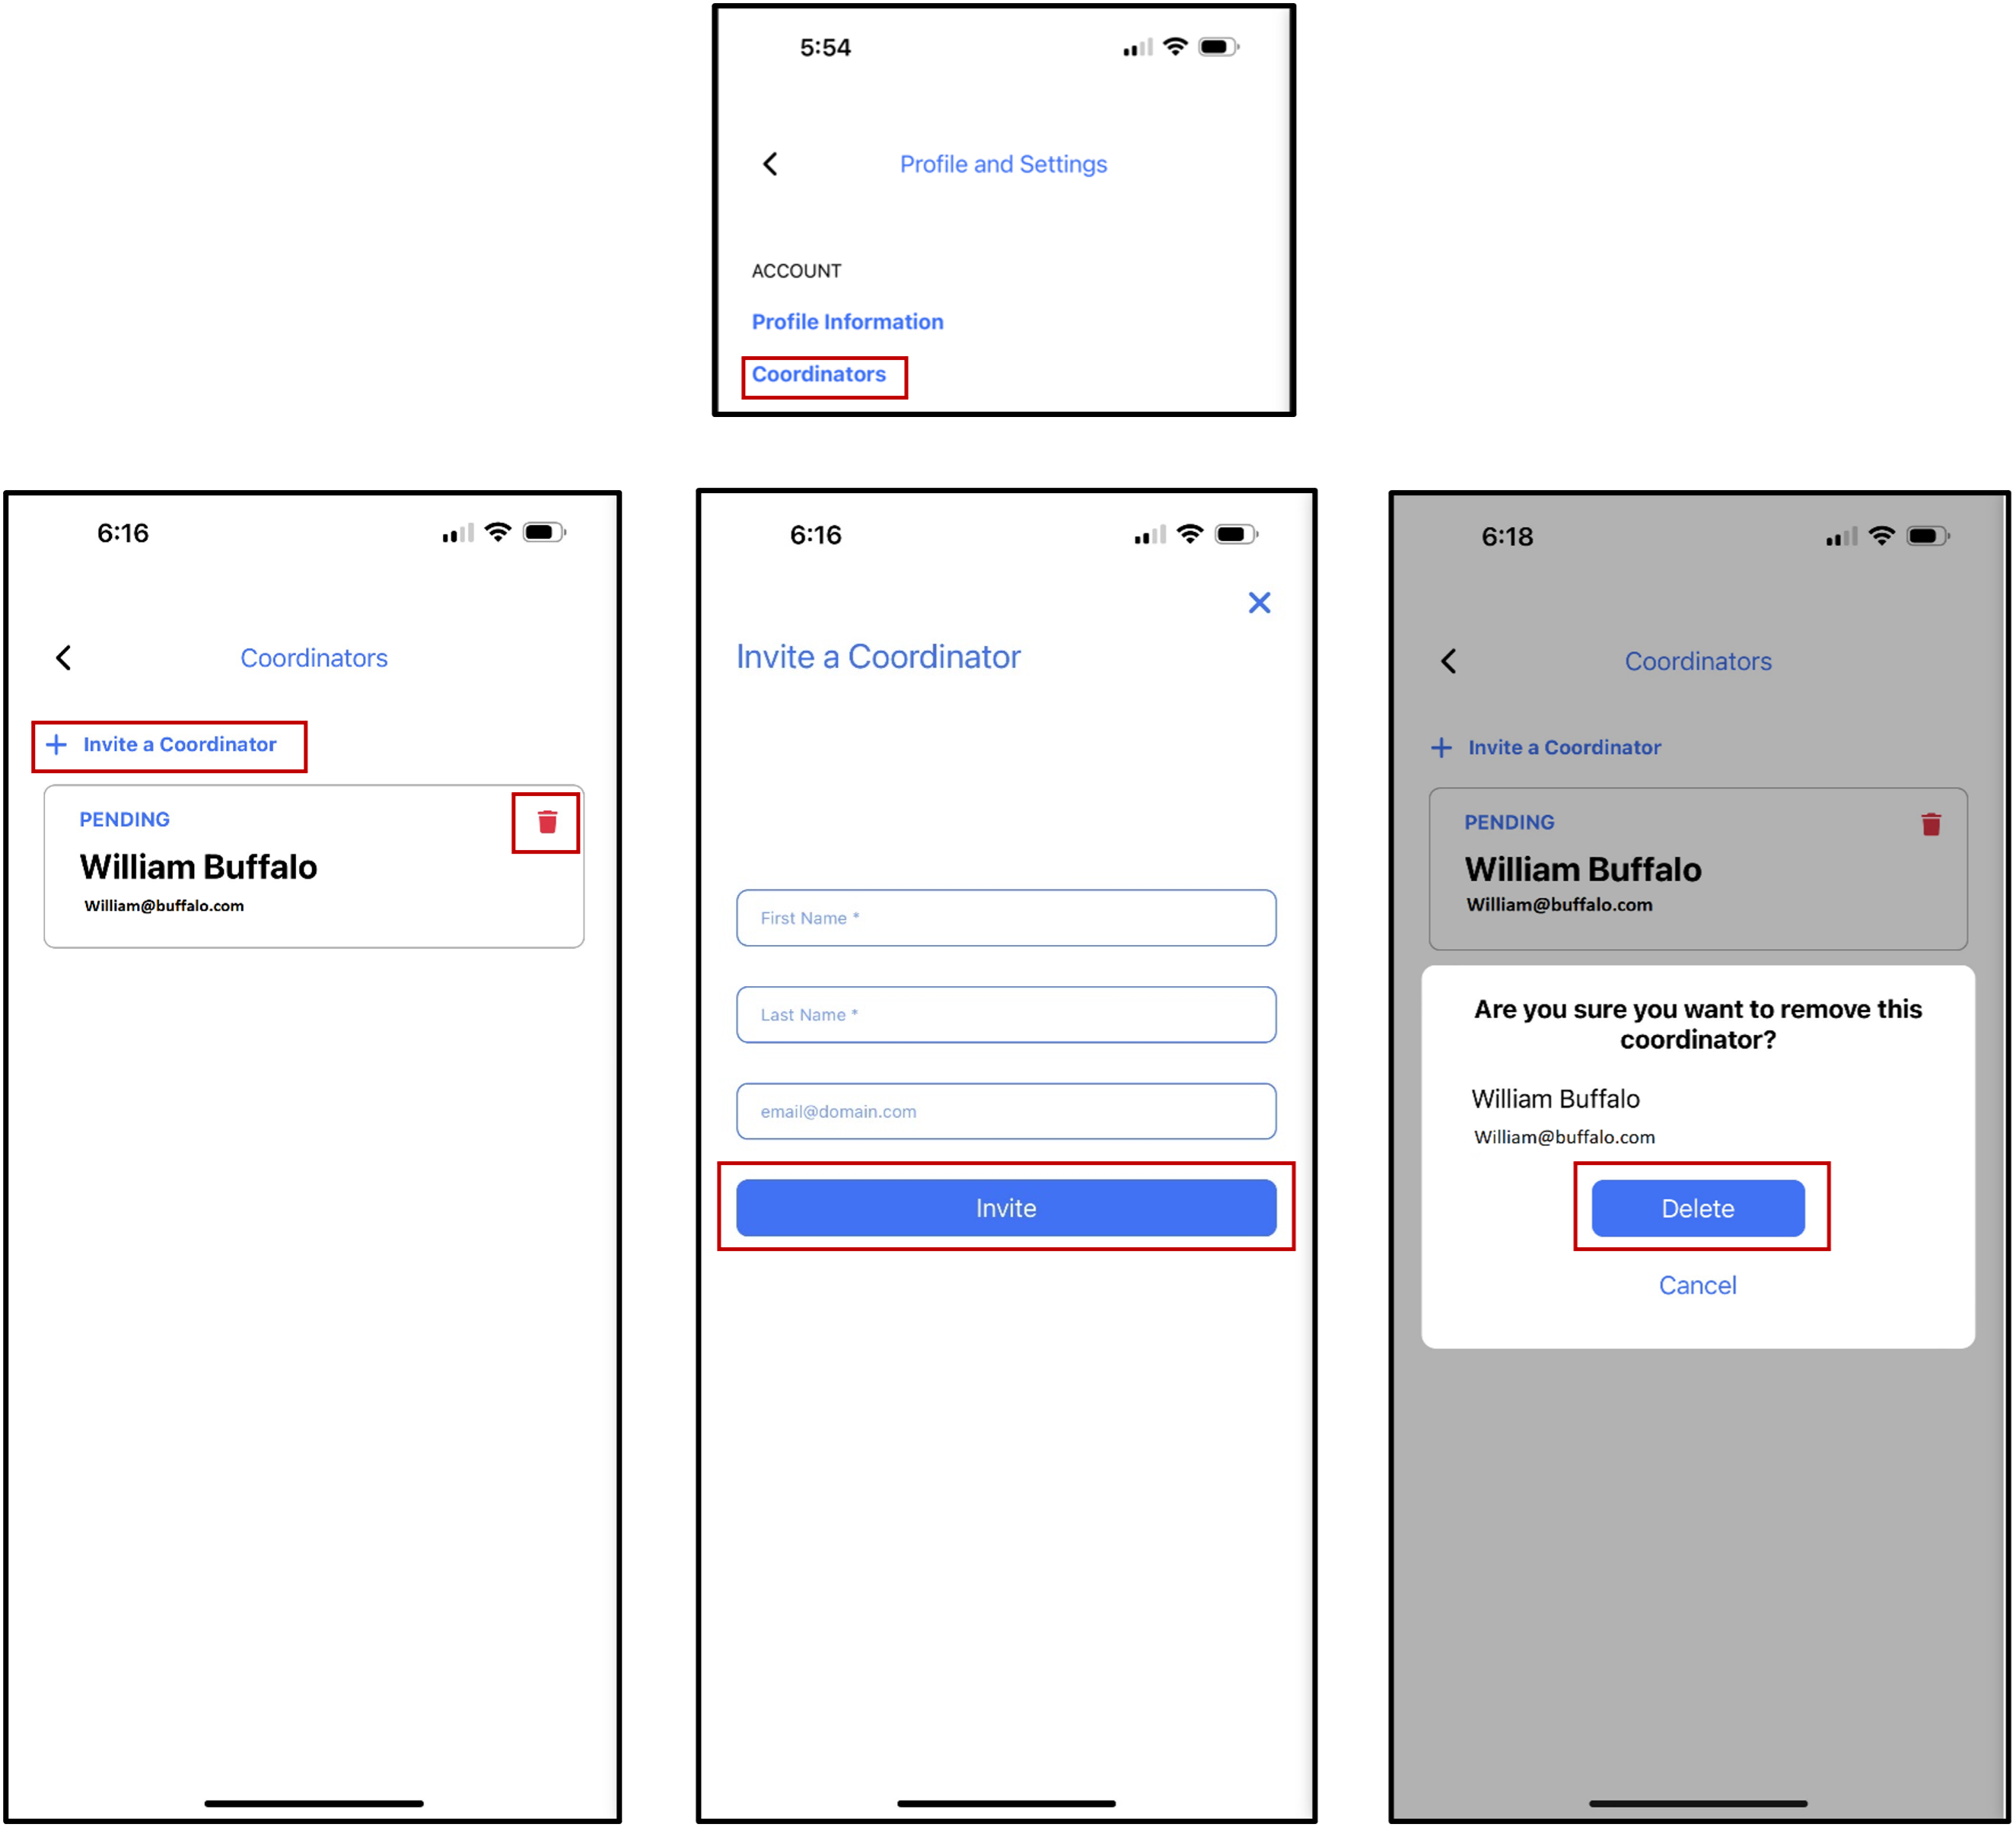 5:54
Profile and Settings
ACCOUNT
Profile Information
Coordinators
6:16
Coordinators
+ Invite a Coordinator
PENDING
William Buffalo
William@buffalo.com
6:16
Invite a Coordinator
First Name *
Last Name *
email@domain.com
Invite
6:18
Coordinators
+ Invite a Coordinator
PENDING
William Buffalo
William@buffalo.com
Are you sure you want to remove this
coordinator?
William Buffalo
William@buffalo.com
Delete
Cancel